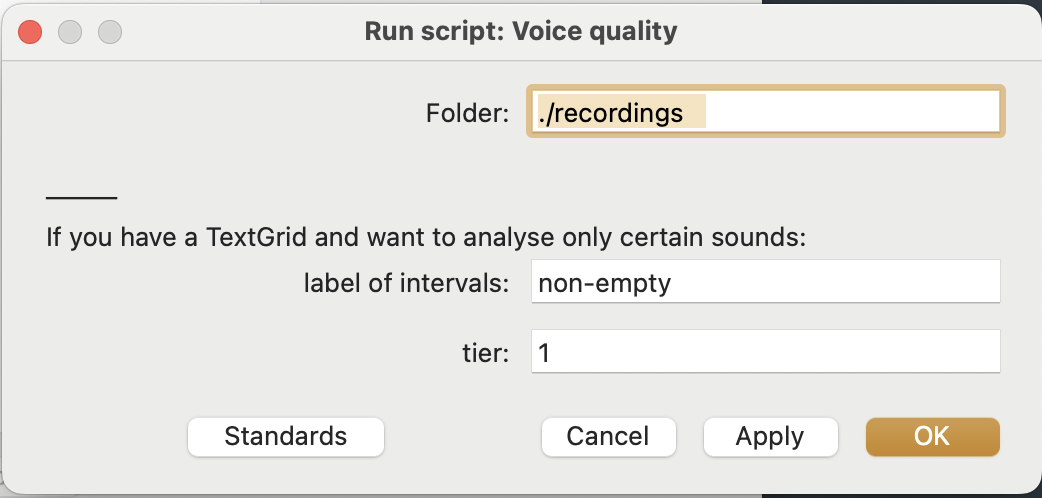 Run script: Voice quality
Folder: ./recordings
If you have a TextGrid and want to analyse only certain sounds:
label of intervals: non-empty
tier: 1
Standards Cancel Apply OK